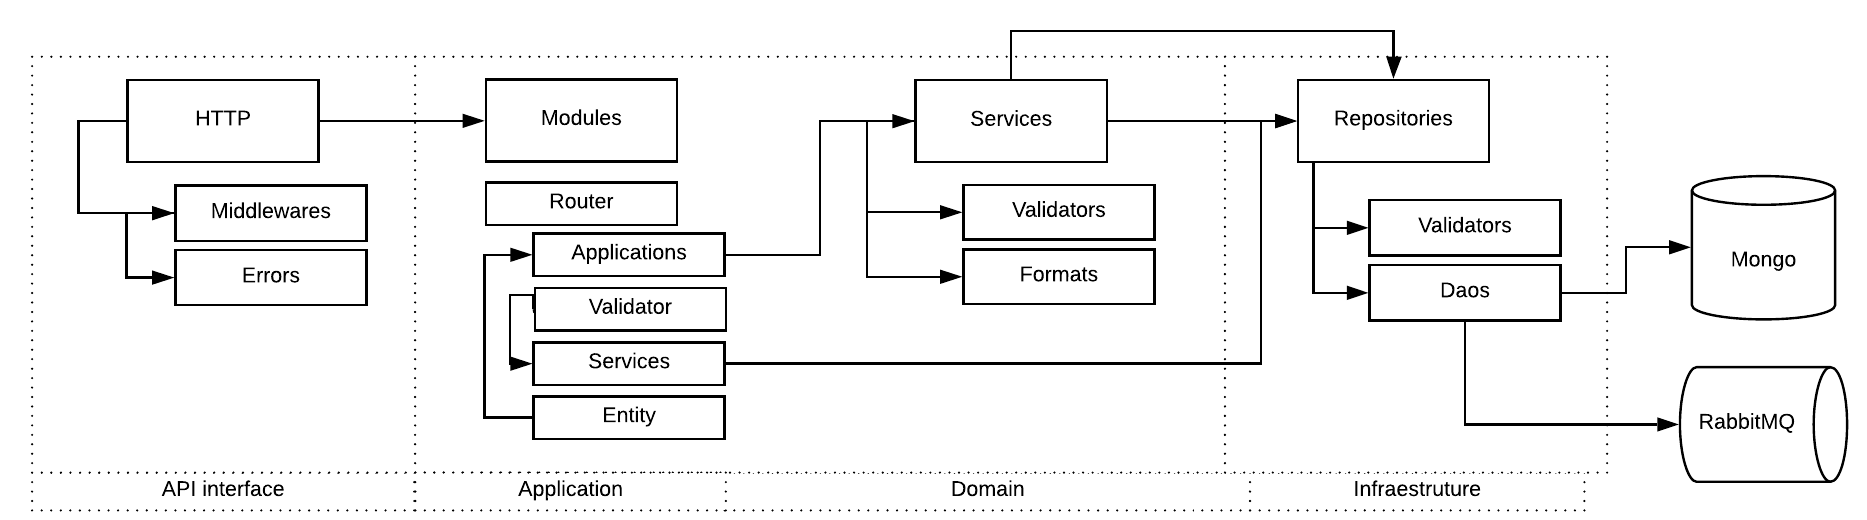 HTTP
Middlewares
Errors
Modules
Router
Applications
Validator
Services
Entity
Services
Validators
Formats
Repositories
Validators
Daos
Mongo
RabbitMQ
API interface
Application
Domain
Infraestruture